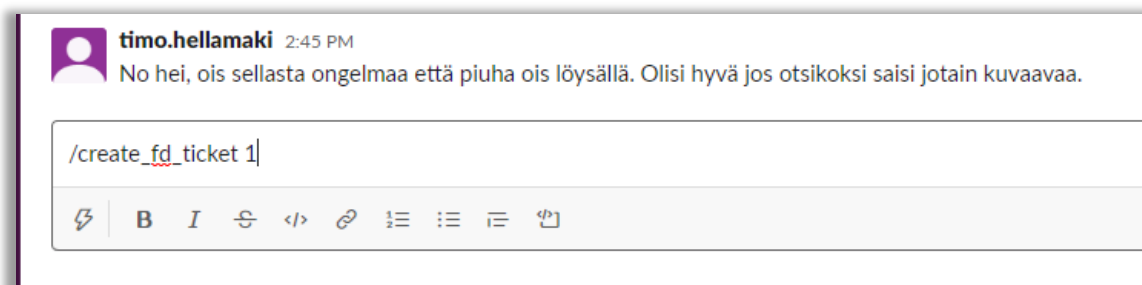 timo.hellamaki 2:45 PM
No hei, ois sellasta ongelmaa että piuha ois löysällä. Olisi hyvä jos otsikoksi saisi jotain kuvaavaa.
/create_fd_ticket 1